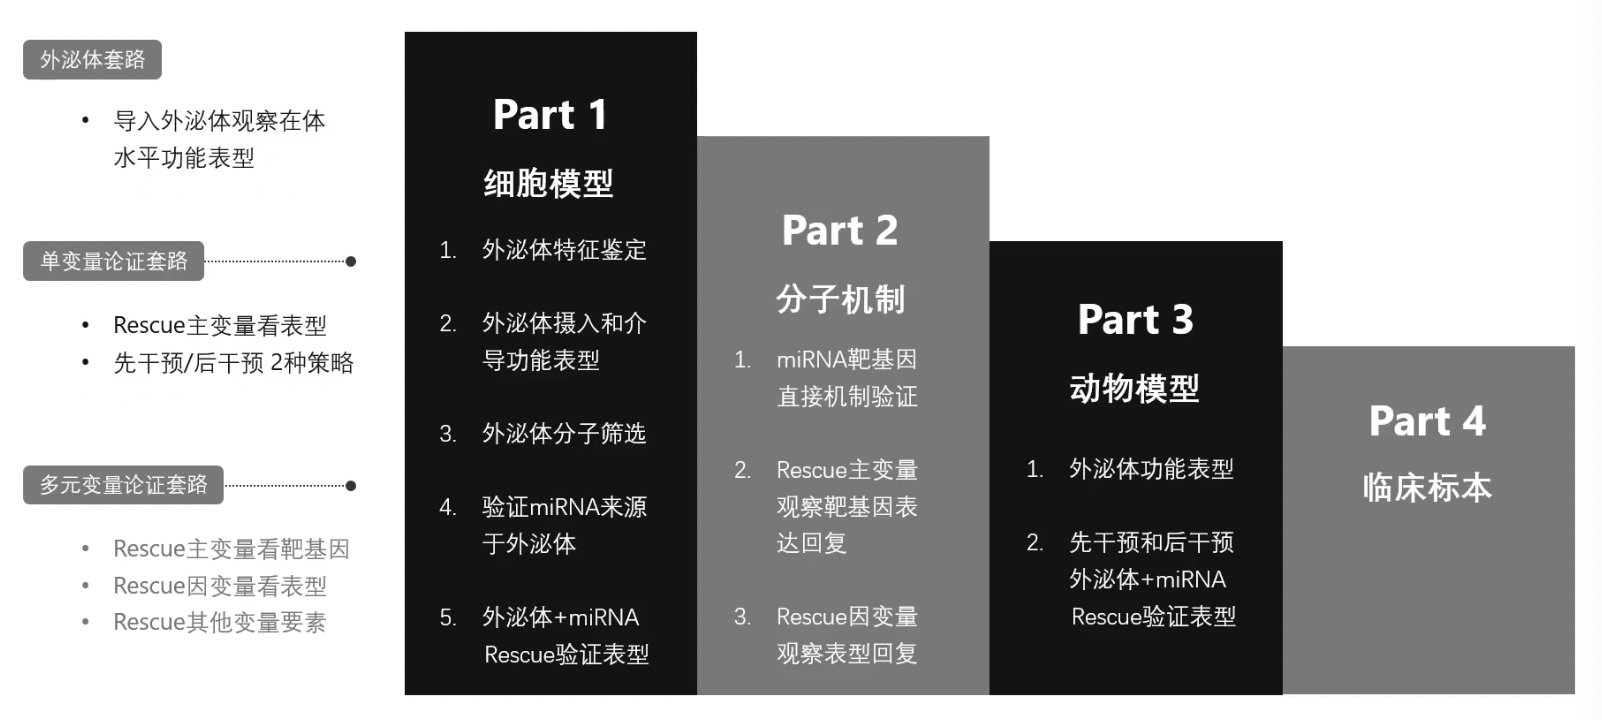 外泌体套路
• 导入外泌体观察在体
水平功能表型
单变量论证套路
• Rescue主变量看表型
• 先干预/后干预 2种策略
多元变量论证套路
• Rescue主变量看靶基因
• Rescue因变量看表型
• Rescue其他变量要素
Part 1
细胞模型
1. 外泌体特征鉴定
2. 外泌体摄入和介
导功能表型
3. 外泌体分子筛选
4. 验证miRNA来源
于外泌体
5. 外泌体+miRNA
Rescue验证表型
Part 2
分子机制
1. miRNA靶基因
直接机制验证
2. Rescue主变量
观察靶基因表
达回复
3. Rescue因变量
观察表型回复
Part 3
动物模型
1. 外泌体功能表型
2. 先干预和后干预
外泌体+miRNA
Rescue验证表型
Part 4
临床标本